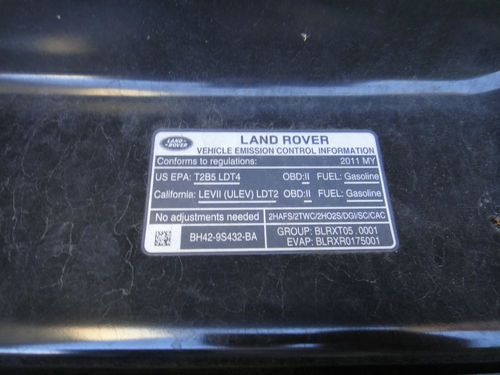 LAND ROVER
LAND ROVER
VEHICLE EMISSION CONTROL INFORMATION
Conforms to regulations: 2011 MY
US EPA: T2B5 LDT4 OBD:II FUEL: Gasoline
California: LEVII (ULEV) LDT2 OBD:II FUEL: Gasoline
No adjustments needed 2HAFS/2TWC/2HO2S/DGI/SC/CAC
BH42-9S432-BA GROUP: BLRXT05.0001
EVAP: BLRXR0175001